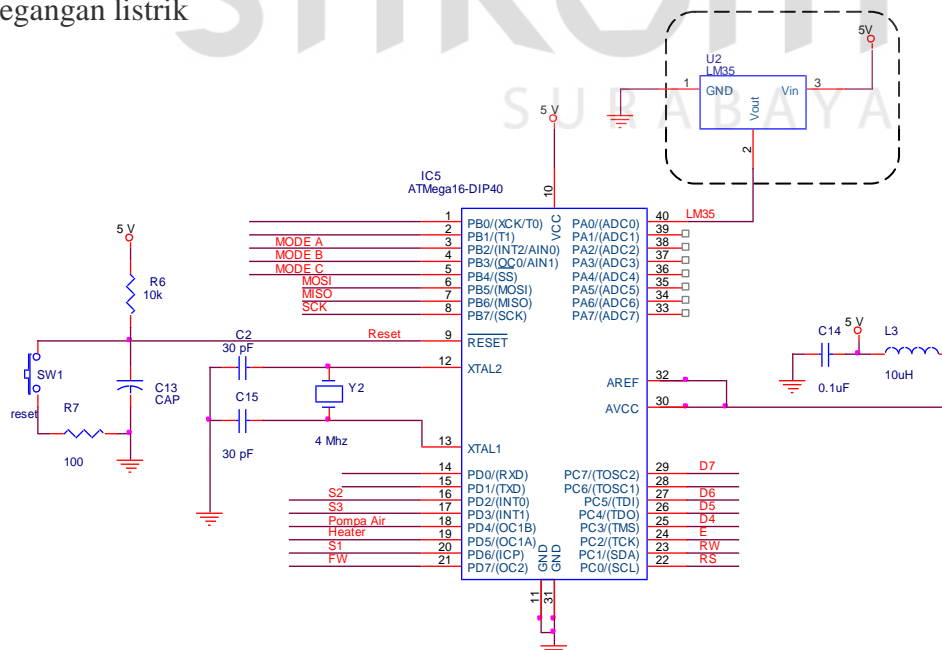 egangan listrik
SURABAYA
5V
U2
LM35
1 GND Vin 3
Vout
2
5 V
IC5
ATMega16-DIP40
10
VCC
1 PB0/(XCK/T0)
2 PB1/(T1)
MODE A 3 PB2/(INT2/AIN0)
MODE B 4 PB3/(OC0/AIN1)
MODE C 5 PB4/(SS)
MOSI 6 PB5/(MOSI)
MISO 7 PB6/(MISO)
SCK 8 PB7/(SCK)
Reset 9 RESET
12 XTAL2
13 XTAL1
14 PD0/(RXD)
15 PD1/(TXD)
S2 16 PD2/(INT0)
S3 17 PD3/(INT1)
Pompa Air 18 PD4/(OC1B)
Heater 19 PD5/(OC1A)
S1 20 PD6/(ICP)
FW 21 PD7/(OC2)
PA0/(ADC0) 40 LM35
PA1/(ADC1) 39
PA2/(ADC2) 38
PA3/(ADC3) 37
PA4/(ADC4) 36
PA5/(ADC5) 35
PA6/(ADC6) 34
PA7/(ADC7) 33
AREF 32
AVCC 30
PC7/(TOSC2) 29 D7
PC6/(TOSC1) 28
PC5/(TDI) 27 D6
PC4/(TDO) 26 D5
PC3/(TMS) 25 D4
PC2/(TCK) 24 E
PC1/(SDA) 23 RW
PC0/(SCL) 22 RS
GND
GND
11
31
5 V
R6
10k
SW1
reset
R7
100
C13
CAP
C2
30 pF
C15
30 pF
Y2
4 Mhz
5 V
C14
0.1uF
L3
10uH